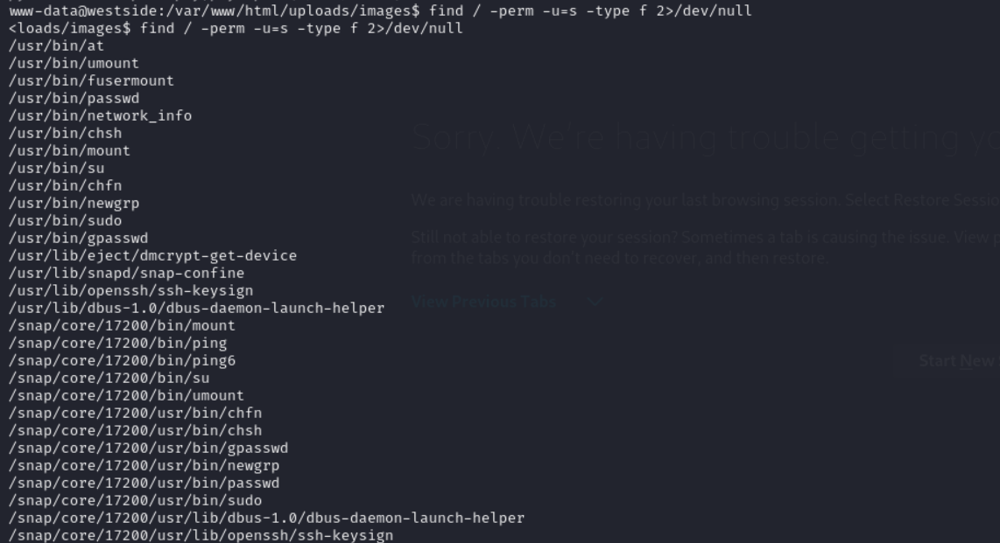 www-data@westside:/var/www/html/uploads/images$ find / -perm -u=s -type f 2>/dev/null
<loads/images$ find / -perm -u=s -type f 2>/dev/null
/usr/bin/at
/usr/bin/umount
/usr/bin/fusermount
/usr/bin/passwd
/usr/bin/network_info
/usr/bin/chsh
/usr/bin/mount
/usr/bin/su
/usr/bin/chfn
/usr/bin/newgrp
/usr/bin/sudo
/usr/bin/gpasswd
/usr/lib/eject/dmcrypt-get-device
/usr/lib/snapd/snap-confine
/usr/lib/openssh/ssh-keysign
/usr/lib/dbus-1.0/dbus-daemon-launch-helper
/snap/core/17200/bin/mount
/snap/core/17200/bin/ping
/snap/core/17200/bin/ping6
/snap/core/17200/bin/su
/snap/core/17200/bin/umount
/snap/core/17200/usr/bin/chfn
/snap/core/17200/usr/bin/chsh
/snap/core/17200/usr/bin/gpasswd
/snap/core/17200/usr/bin/newgrp
/snap/core/17200/usr/bin/passwd
/snap/core/17200/usr/bin/sudo
/snap/core/17200/usr/lib/dbus-1.0/dbus-daemon-launch-helper
/snap/core/17200/usr/lib/openssh/ssh-keysign
Sorry. We're having trouble getting
We are having trouble restoring your last browsing session. Select Restore
Still not able to restore your session? Sometimes a tab is causing the issue. View
from the tabs you don't need to recover, and then restore.
View Previous Tabs
Start New